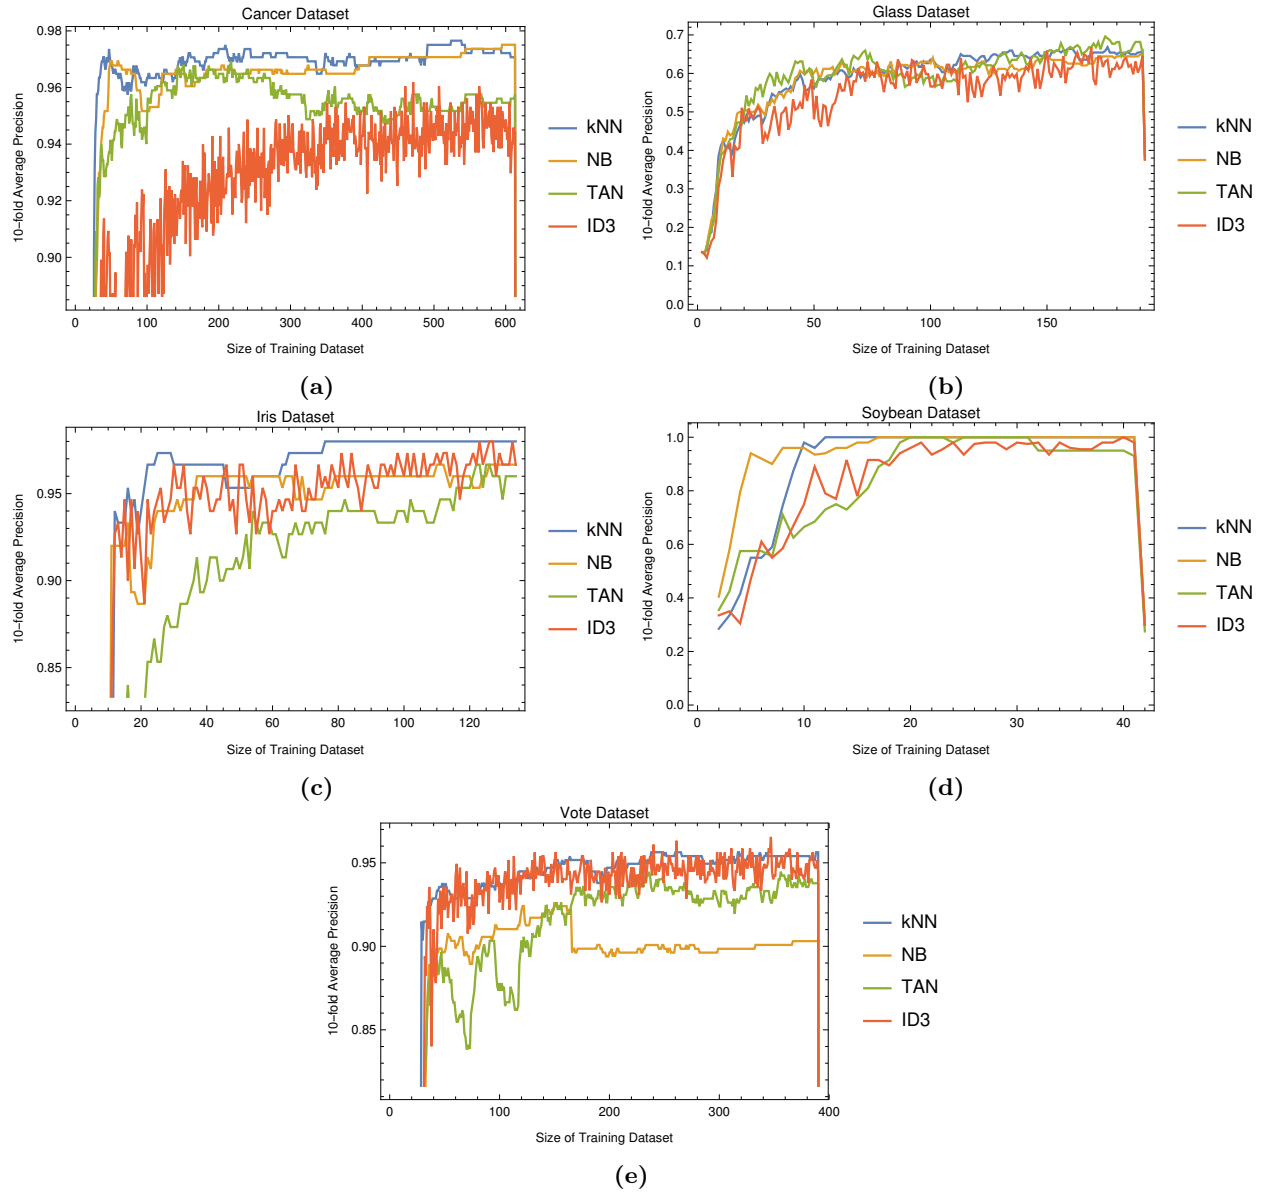 Cancer Dataset
0.98
0.96
0.94
0.92
0.90
10-fold Average Precision
0 100 200 300 400 500 600
Size of Training Dataset
kNN
NB
TAN
ID3
(a)
Glass Dataset
0.7
0.6
0.5
0.4
0.3
0.2
0.1
0.0
10-fold Average Precision
0 50 100 150
Size of Training Dataset
kNN
NB
TAN
ID3
(b)
Iris Dataset
0.95
0.90
0.85
10-fold Average Precision
0 20 40 60 80 100 120
Size of Training Dataset
kNN
NB
TAN
ID3
(c)
Soybean Dataset
1.0
0.8
0.6
0.4
0.2
0.0
10-fold Average Precision
0 10 20 30 40
Size of Training Dataset
kNN
NB
TAN
ID3
(d)
Vote Dataset
0.95
0.90
0.85
10-fold Average Precision
0 100 200 300 400
Size of Training Dataset
kNN
NB
TAN
ID3
(e)